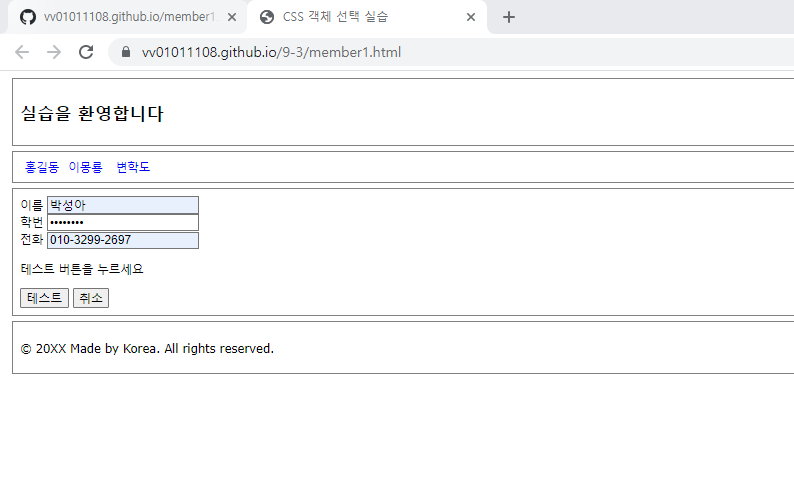 vv01011108.github.io/member1.
CSS 객체 선택 실습
vv01011108.github.io/9-3/member1.html
실습을 환영합니다
홍길동 이몽룡 변학도
이름 박성아
학번 ••••••••
전화 010-3299-2697
테스트 버튼을 누르세요
테스트 취소
© 20XX Made by Korea. All rights reserved.